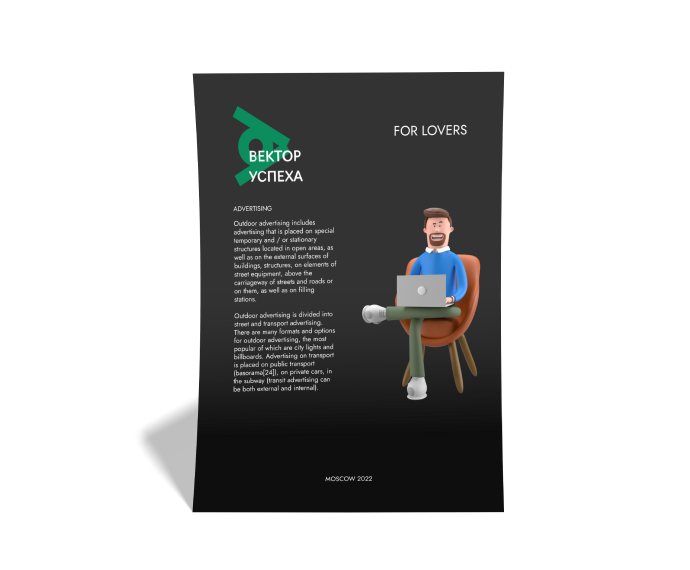 FOR LOVERS
ВЕКТОР
УСПЕХА
ADVERTISING
Outdoor advertising includes
advertising that is placed on special
temporary and / or stationary
structures located in open areas, as
well as on the external surfaces of
buildings, structures, on elements of
street equipment, above the
carriageway of streets and roads or
on them, as well as on filling
stations.
Outdoor advertising is divided into
street and transport advertising.
There are many formats and options
for outdoor advertising, the most
popular of which are city lights and
billboards. Advertising on transport
is placed on public transport
(basorama[24]), on private cars, in
the subway (transit advertising can
be both external and internal).
MOSCOW 2022